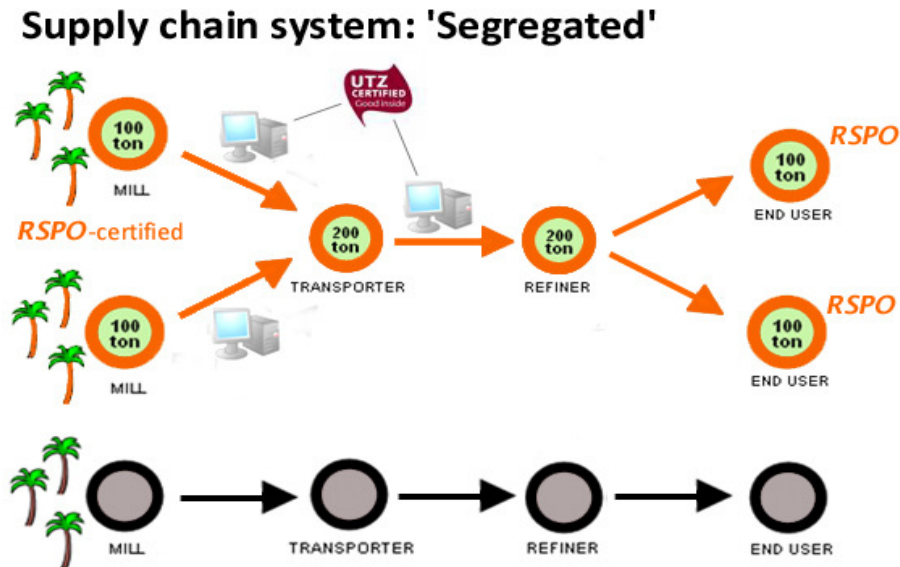 Supply chain system: 'Segregated'
UTZ
CERTIFIED
Good inside
100
ton
MILL
100
ton
RSPO
END USER
RSPO-certified
200
ton
TRANSPORTER
200
ton
REFINER
100
ton
MILL
100
ton
RSPO
END USER
MILL
TRANSPORTER
REFINER
END USER